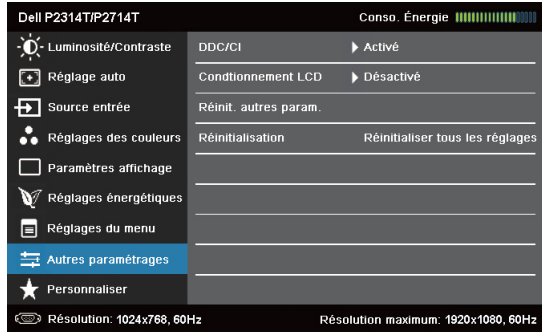 Dell P2314T/P2714T Conso. Énergie
Luminosité/Contraste DDC/CI Activé
Réglage auto Condtionnement LCD Désactivé
Source entrée Réinit. autres param.
Réglages des couleurs Réinitialisation Réinitialiser tous les réglages
Paramètres affichage
Réglages énergétiques
Réglages du menu
Autres paramétrages
Personnaliser
Résolution: 1024x768, 60Hz Résolution maximum: 1920x1080, 60Hz